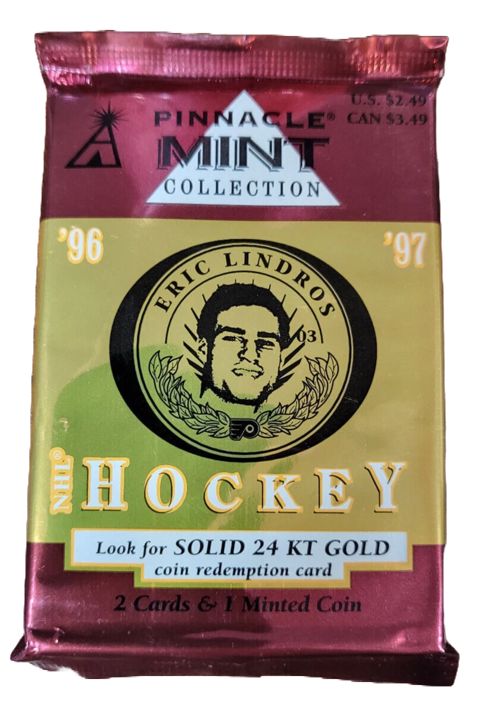 U.S. $2.49
PINNACLE® CAN $3.49
MINT
COLLECTION
'96 '97
ERIC LINDROS
03
NHL® HOCKEY
Look for SOLID 24 KT GOLD
coin redemption card
2 Cards & 1 Minted Coin